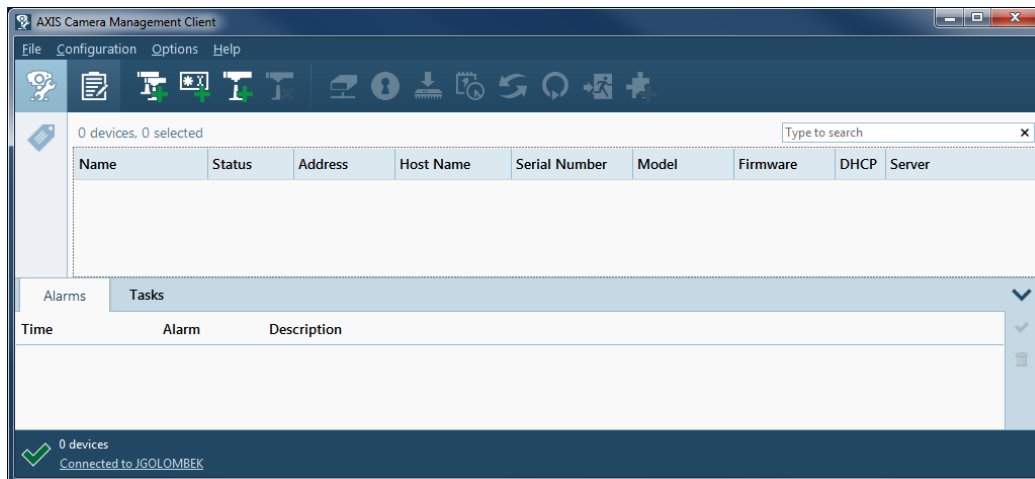 AXIS Camera Management Client
File Configuration Options Help
0 devices, 0 selected
Type to search
Name Status Address Host Name Serial Number Model Firmware DHCP Server
Alarms Tasks
Time Alarm Description
0 devices
Connected to JGOLOMBEK